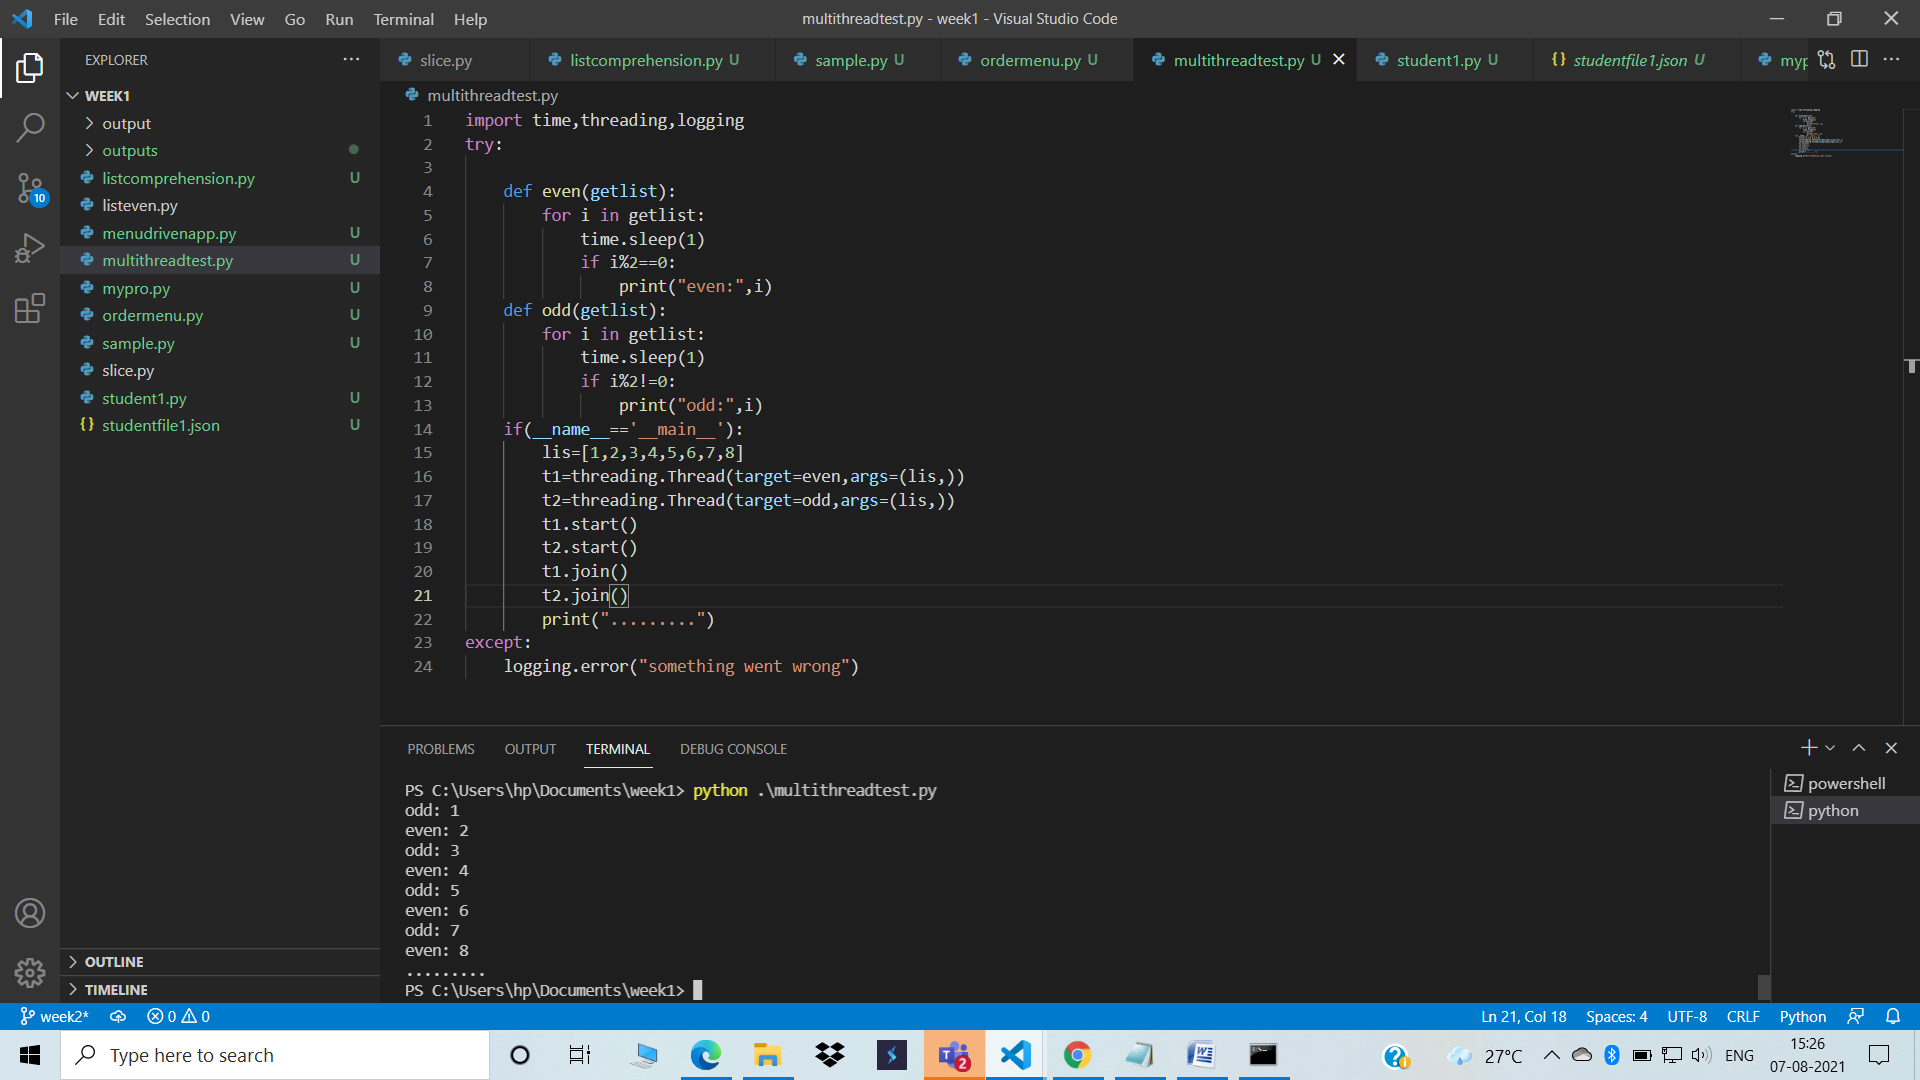 File Edit Selection View Go Run Terminal Help
multithreadtest.py - week1 - Visual Studio Code
EXPLORER
slice.py
listcomprehension.py U
sample.py U
ordermenu.py U
multithreadtest.py U
student1.py U
{} studentfile1.json U
myp
WEEK1
output
outputs
listcomprehension.py U
listeven.py
menudrivenapp.py U
multithreadtest.py U
mypro.py U
ordermenu.py U
sample.py U
slice.py
student1.py U
{} studentfile1.json U
10
OUTLINE
TIMELINE
multithreadtest.py
1 import time,threading,logging
2 try:
3
4 def even(getlist):
5 for i in getlist:
6 time.sleep(1)
7 if i%2==0:
8 print("even:",i)
9 def odd(getlist):
10 for i in getlist:
11 time.sleep(1)
12 if i%2!=0:
13 print("odd:",i)
14 if(__name__=='__main__'):
15 lis=[1,2,3,4,5,6,7,8]
16 t1=threading.Thread(target=even,args=(lis,))
17 t2=threading.Thread(target=odd,args=(lis,))
18 t1.start()
19 t2.start()
20 t1.join()
21 t2.join()
22 print(".........")
23 except:
24 logging.error("something went wrong")
PROBLEMS OUTPUT TERMINAL DEBUG CONSOLE
powershell
python
PS C:\Users\hp\Documents\week1> python .\multithreadtest.py
odd: 1
even: 2
odd: 3
even: 4
odd: 5
even: 6
odd: 7
even: 8
.........
PS C:\Users\hp\Documents\week1>
week2* 0 0
Ln 21, Col 18 Spaces: 4 UTF-8 CRLF Python
Type here to search
2
27°C
ENG
15:26
07-08-2021